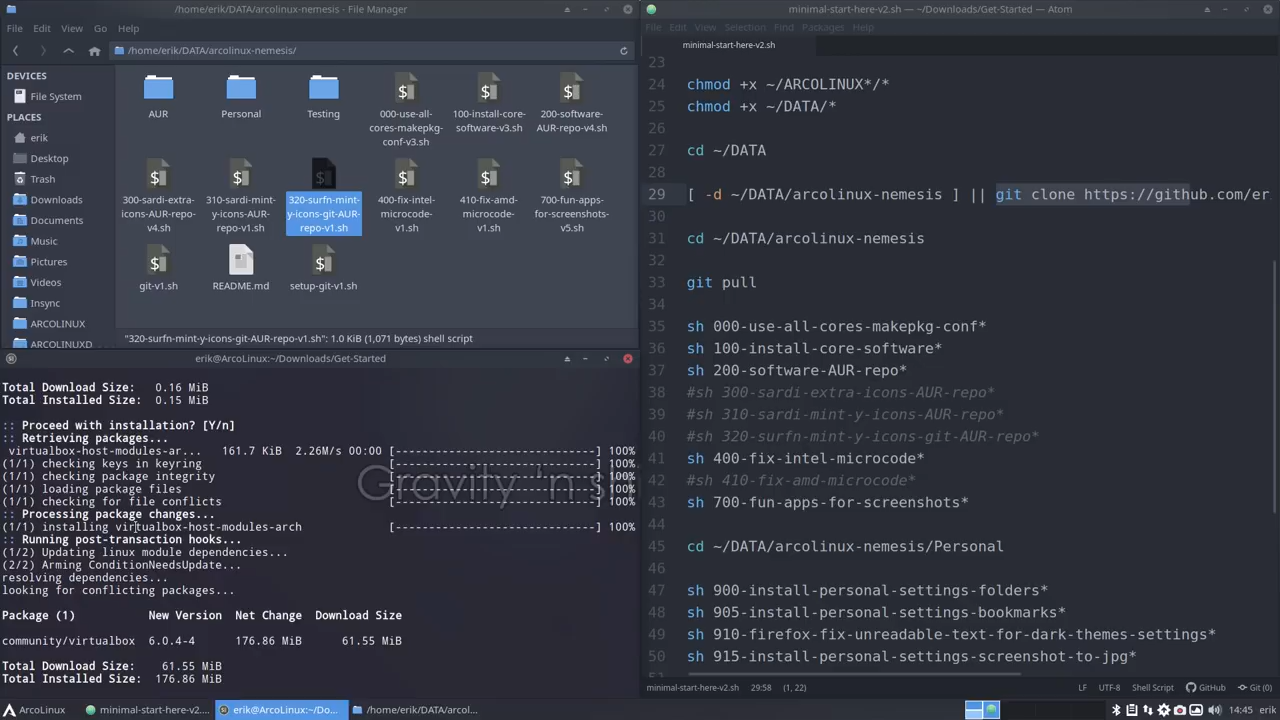 /home/erik/DATA/arcolinux-nemesis - File Manager
File Edit View Go Help
/home/erik/DATA/arcolinux-nemesis/
DEVICES
File System
PLACES
erik
Desktop
Trash
Downloads
Documents
Music
Pictures
Videos
Insync
ARCOLINUX
ARCOLINUXD
AUR
Personal
Testing
000-use-all-
cores-makepkg-
conf-v3.sh
100-install-core-
software-v3.sh
200-software-
AUR-repo-v4.sh
300-sardi-extra-
icons-AUR-repo-
v4.sh
310-sardi-mint-
y-icons-AUR-
repo-v1.sh
320-surfn-mint-
y-icons-git-AUR-
repo-v1.sh
400-fix-intel-
microcode-
v1.sh
410-fix-amd-
microcode-
v1.sh
700-fun-apps-
for-screenshots-
v5.sh
git-v1.sh
README.md
setup-git-v1.sh
"320-surfn-mint-y-icons-git-AUR-repo-v1.sh": 1.0 KiB (1,071 bytes) shell script
erik@ArcoLinux:~/Downloads/Get-Started
Total Download Size: 0.16 MiB
Total Installed Size: 0.15 MiB
:: Proceed with installation? [Y/n]
:: Retrieving packages...
virtualbox-host-modules-ar... 161.7 KiB 2.26M/s 00:00 [------------------------------] 100%
(1/1) checking keys in keyring [------------------------------] 100%
(1/1) checking package integrity [------------------------------] 100%
(1/1) loading package files [------------------------------] 100%
(1/1) checking for file conflicts [------------------------------] 100%
:: Processing package changes...
(1/1) installing virtualbox-host-modules-arch [------------------------------] 100%
:: Running post-transaction hooks...
(1/2) Updating linux module dependencies...
(2/2) Arming ConditionNeedsUpdate...
resolving dependencies...
looking for conflicting packages...
Package (1) New Version Net Change Download Size
community/virtualbox 6.0.4-4 176.86 MiB 61.55 MiB
Total Download Size: 61.55 MiB
Total Installed Size: 176.86 MiB
Gravity 'n
minimal-start-here-v2.sh — ~/Downloads/Get-Started — Atom
File Edit View Selection Find Packages Help
minimal-start-here-v2.sh
23
24 chmod +x ~/ARCOLINUX*/*
25 chmod +x ~/DATA/*
26
27 cd ~/DATA
28
29 [ -d ~/DATA/arcolinux-nemesis ] || git clone https://github.com/er
30
31 cd ~/DATA/arcolinux-nemesis
32
33 git pull
34
35 sh 000-use-all-cores-makepkg-conf*
36 sh 100-install-core-software*
37 sh 200-software-AUR-repo*
38 #sh 300-sardi-extra-icons-AUR-repo*
39 #sh 310-sardi-mint-y-icons-AUR-repo*
40 #sh 320-surfn-mint-y-icons-git-AUR-repo*
41 sh 400-fix-intel-microcode*
42 #sh 410-fix-amd-microcode*
43 sh 700-fun-apps-for-screenshots*
44
45 cd ~/DATA/arcolinux-nemesis/Personal
46
47 sh 900-install-personal-settings-folders*
48 sh 905-install-personal-settings-bookmarks*
49 sh 910-firefox-fix-unreadable-text-for-dark-themes-settings*
50 sh 915-install-personal-settings-screenshot-to-jpg*
minimal-start-here-v2.sh 29:58 (1, 22) LF UTF-8 Shell Script GitHub Git (0)
ArcoLinux minimal-start-here-v2.... erik@ArcoLinux:~/Do... /home/erik/DATA/arcol... 14:45 erik